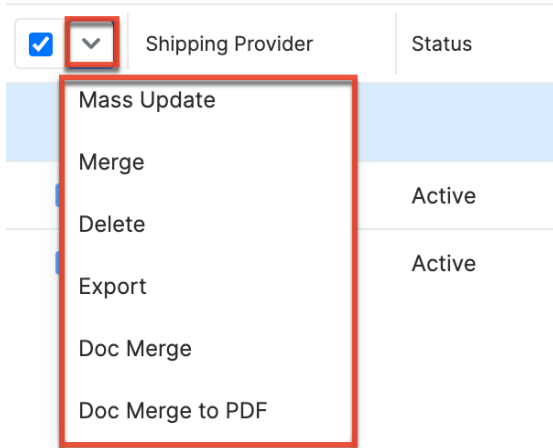 Shipping Provider Status
Mass Update
Merge
Active
Delete
Active
Export
Doc Merge
Doc Merge to PDF